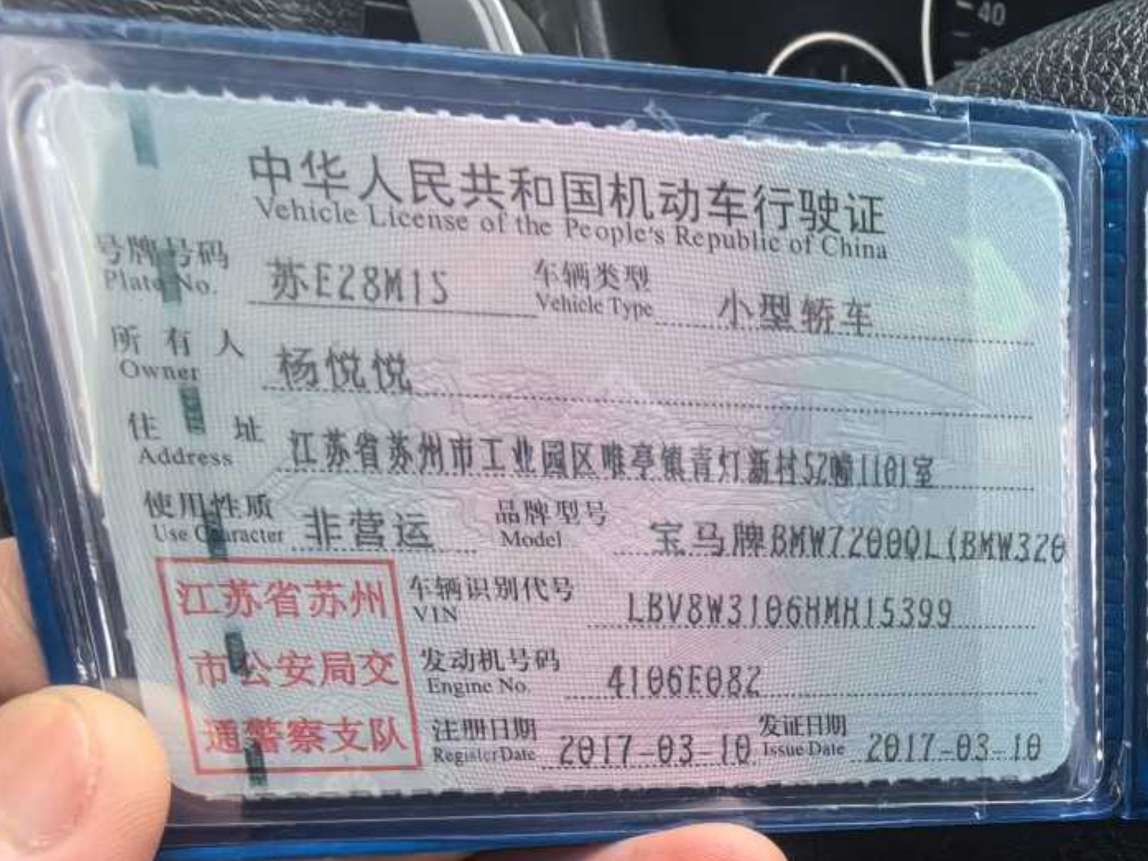 40
中华人民共和国机动车行驶证
Vehicle License of the People's Republic of China
号牌号码 苏E28M1S 车辆类型 小型轿车
Plate No. Vehicle Type
所有人 杨悦悦
Owner
住址 江苏省苏州市工业园区唯亭镇青灯新村52幢1101室
Address
使用性质 非营运 品牌型号 宝马牌BMW7200QL(BMW320
Use Character Model
江苏省苏州
市公安局交
通警察支队
车辆识别代号 LBV8W3106HMH15399
VIN
发动机号码 4106E082
Engine No.
注册日期 2017-03-10 发证日期 2017-03-10
Register Date Issue Date